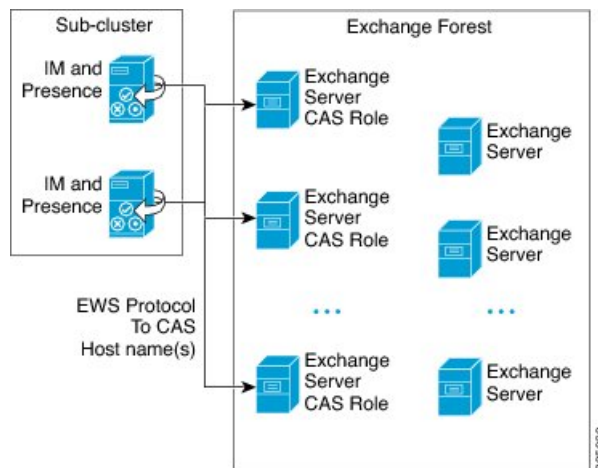 Sub-cluster
Exchange Forest
IM and
Presence
Exchange
Server
CAS Role
Exchange
Server
IM and
Presence
Exchange
Server
CAS Role
Exchange
Server
EWS Protocol
To CAS
Host name(s)
...
...
Exchange
Server
CAS Role
Exchange
Server